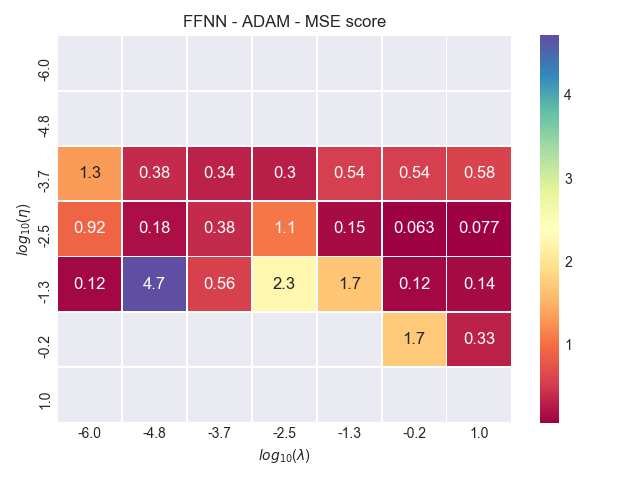 FFNN - ADAM - MSE score
-6.0
-4.8
-3.7 1.3 0.38 0.34 0.3 0.54 0.54 0.58
-2.5 0.92 0.18 0.38 1.1 0.15 0.063 0.077
-1.3 0.12 4.7 0.56 2.3 1.7 0.12 0.14
-0.2 1.7 0.33
1.0
log10(η)
-6.0 -4.8 -3.7 -2.5 -1.3 -0.2 1.0
log10(λ)
4
3
2
1